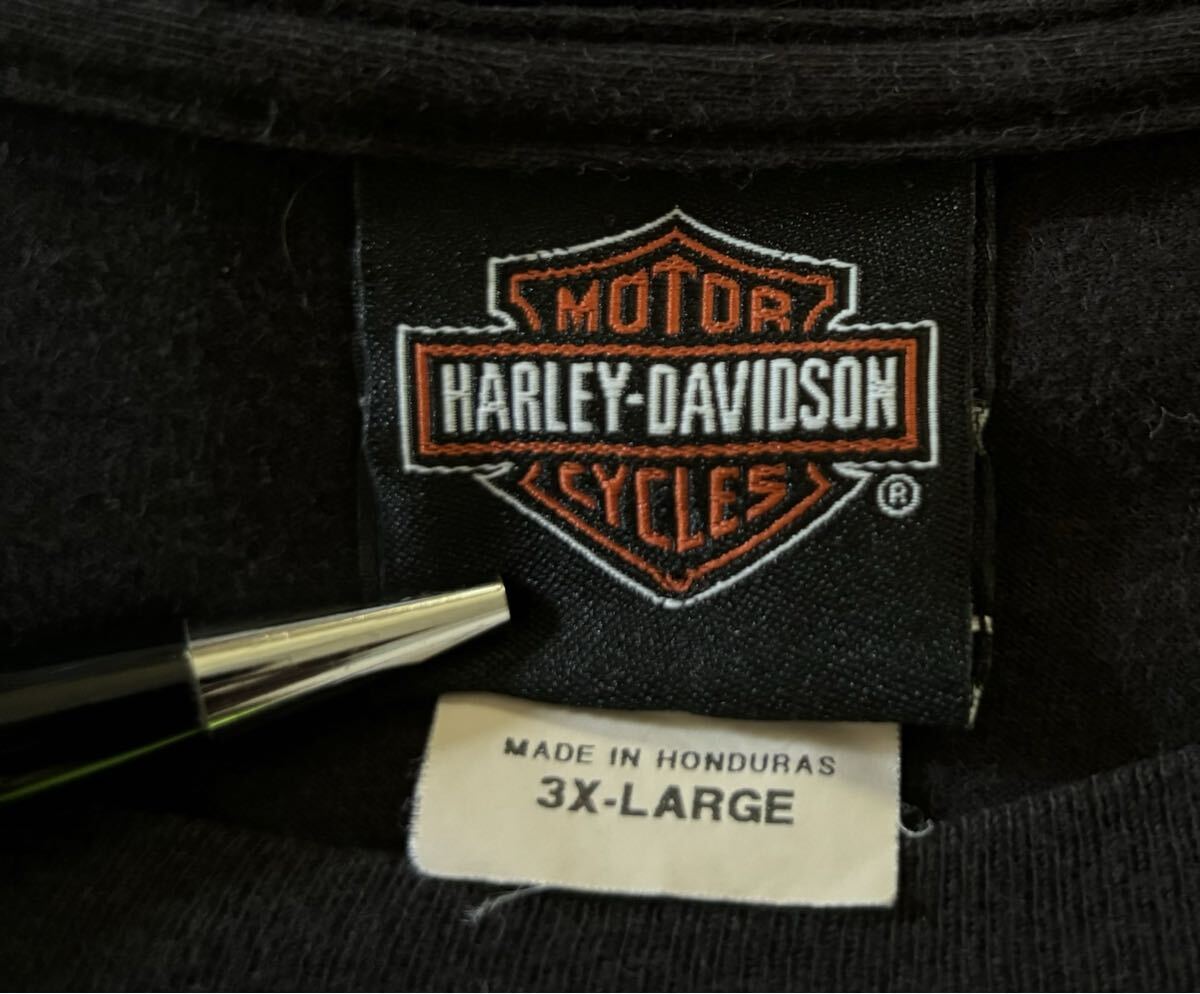 MOTOR
HARLEY-DAVIDSON
CYCLES
®
MADE IN HONDURAS
3X-LARGE